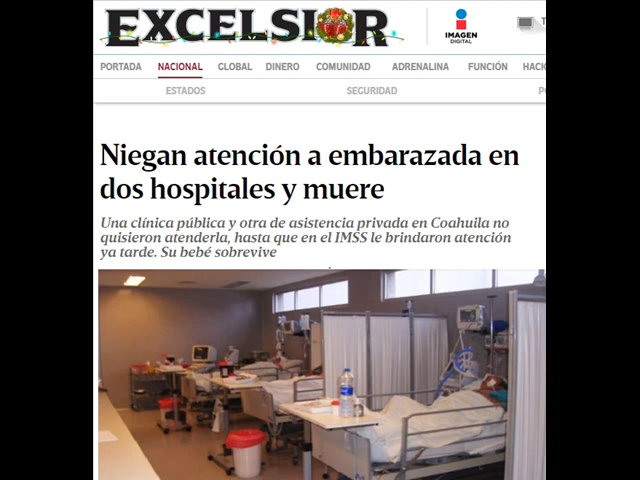 EXCELSIOR
IMAGEN
DIGITAL
PORTADA NACIONAL GLOBAL DINERO COMUNIDAD ADRENALINA FUNCIÓN HACK
ESTADOS SEGURIDAD
Niegan atención a embarazada en
dos hospitales y muere
Una clínica pública y otra de asistencia privada en Coahuila no
quisieron atenderla, hasta que en el IMSS le brindaron atención
ya tarde. Su bebé sobrevive